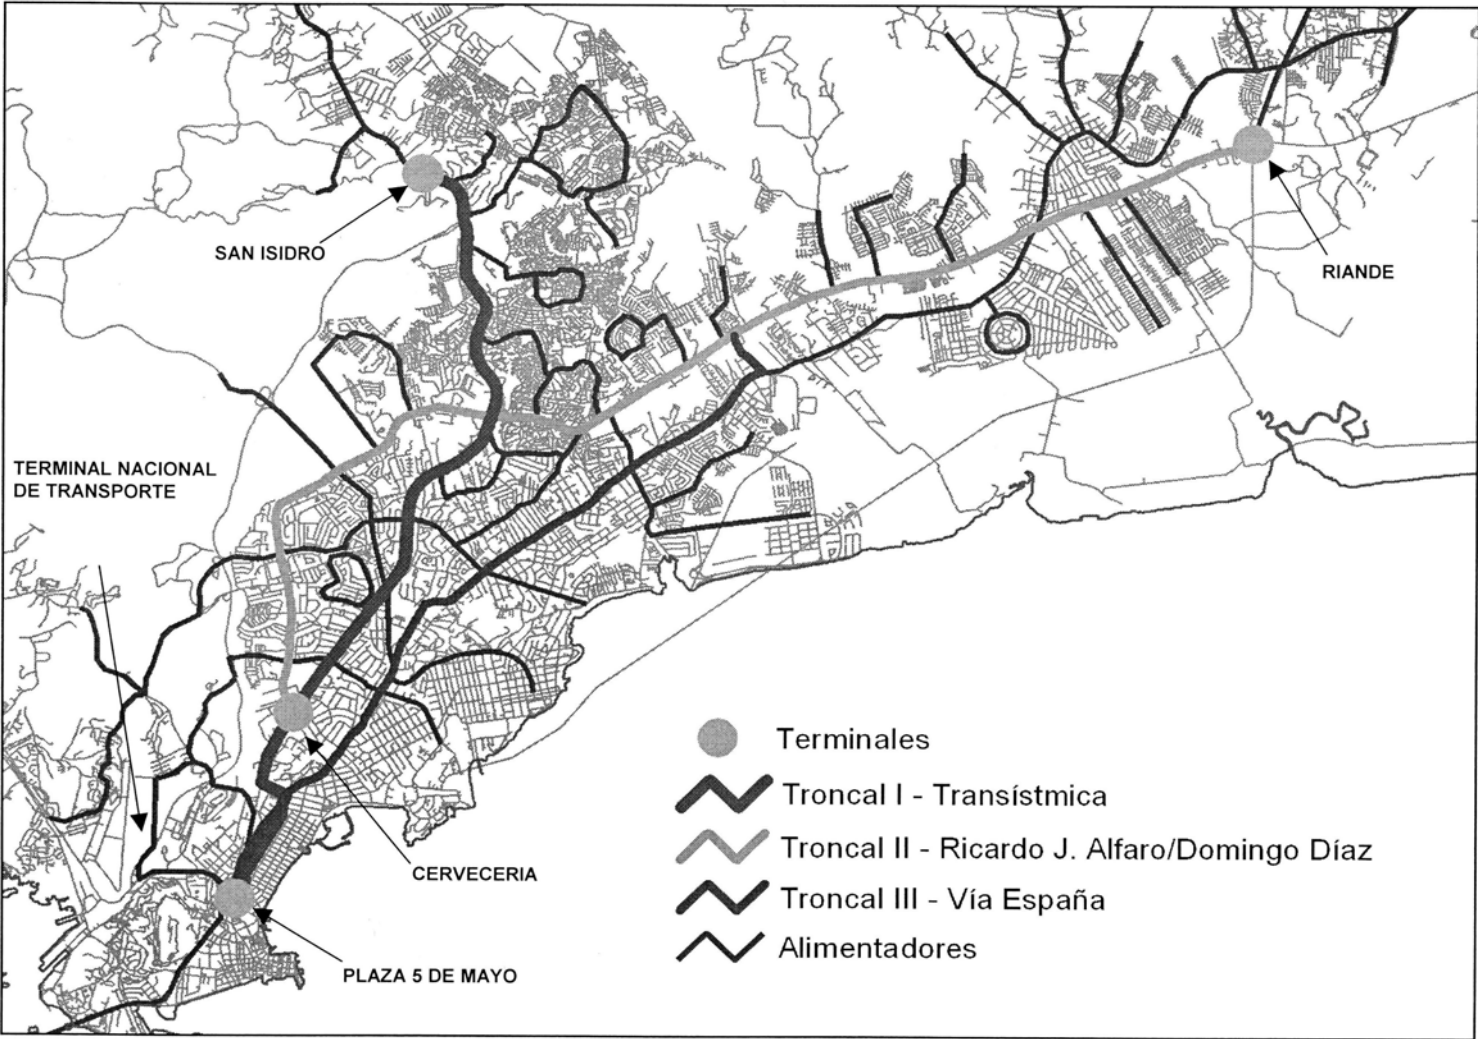 SAN ISIDRO
RIANDE
TERMINAL NACIONAL
DE TRANSPORTE
Terminales
Troncal I - Transístmica
Troncal II - Ricardo J. Alfaro/Domingo Díaz
CERVECERIA
Troncal III - Vía España
Alimentadores
PLAZA 5 DE MAYO